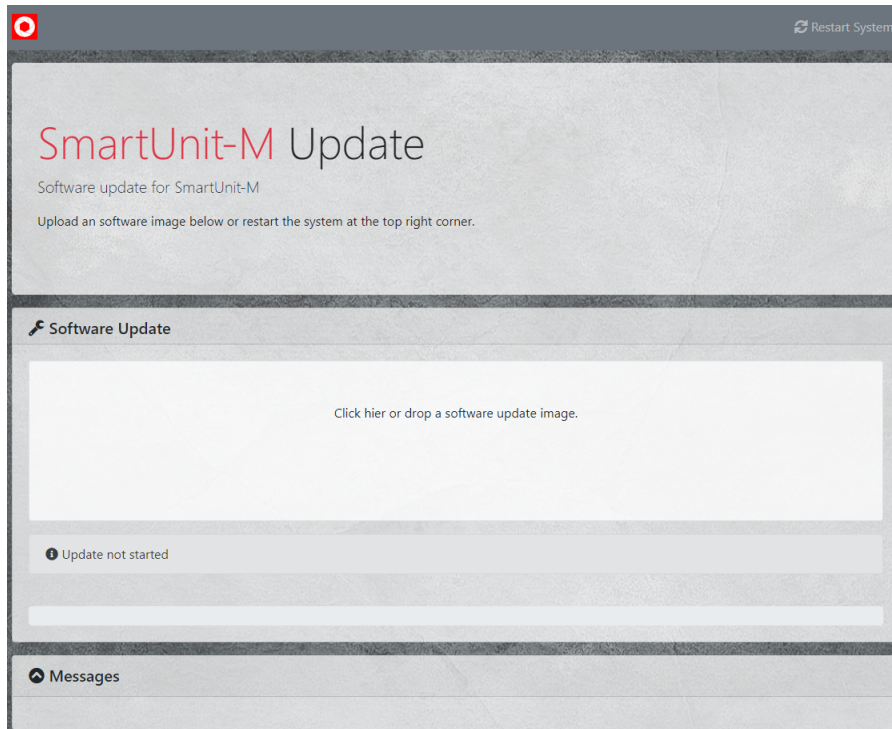 Restart System
SmartUnit-M Update
Software update for SmartUnit-M
Upload an software image below or restart the system at the top right corner.
Software Update
Click hier or drop a software update image.
Update not started
Messages